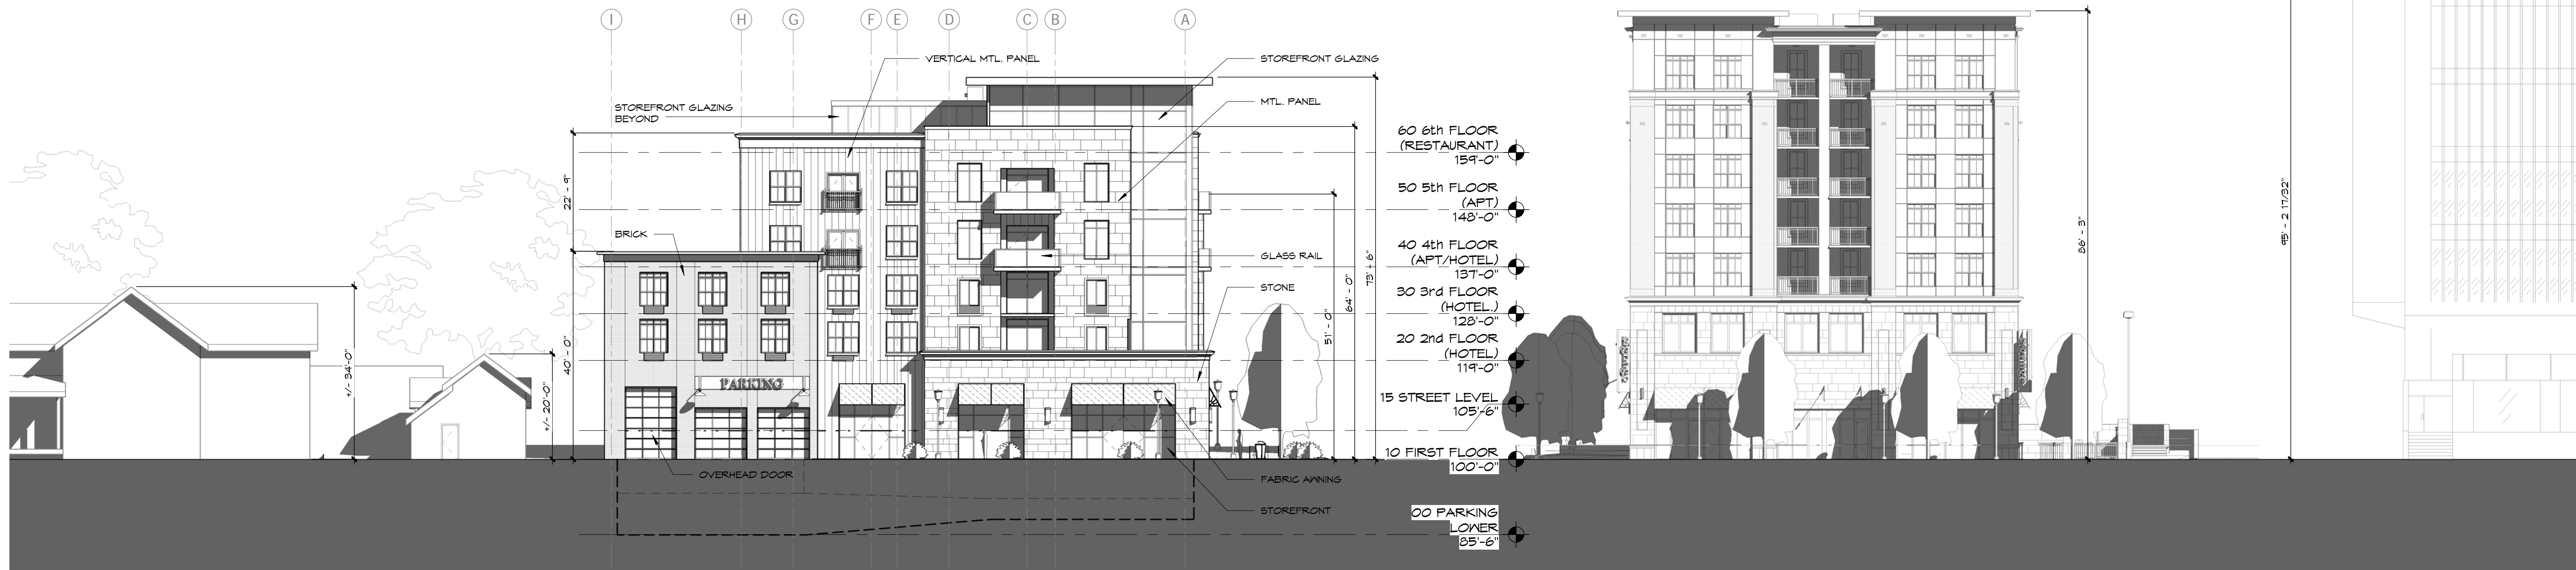 I
H
G
F
E
D
C
B
A
VERTICAL MTL. PANEL
STOREFRONT GLAZING
MTL. PANEL
STOREFRONT GLAZING
BEYOND
BRICK
GLASS RAIL
STONE
PARKING
OVERHEAD DOOR
FABRIC AWNING
STOREFRONT
+/- 34'-0"
+/- 20'-0"
40' - 0"
22' - 9"
51' - 0"
64' - 0"
73' - 6"
60 6th FLOOR
(RESTAURANT)
159'-0"
50 5th FLOOR
(APT)
148'-0"
40 4th FLOOR
(APT/HOTEL)
137'-0"
30 3rd FLOOR
(HOTEL.)
128'-0"
20 2nd FLOOR
(HOTEL)
119'-0"
15 STREET LEVEL
105'-6"
10 FIRST FLOOR
100'-0"
00 PARKING
LOWER
85'-6"
86' - 3"
95' - 2 17/32"